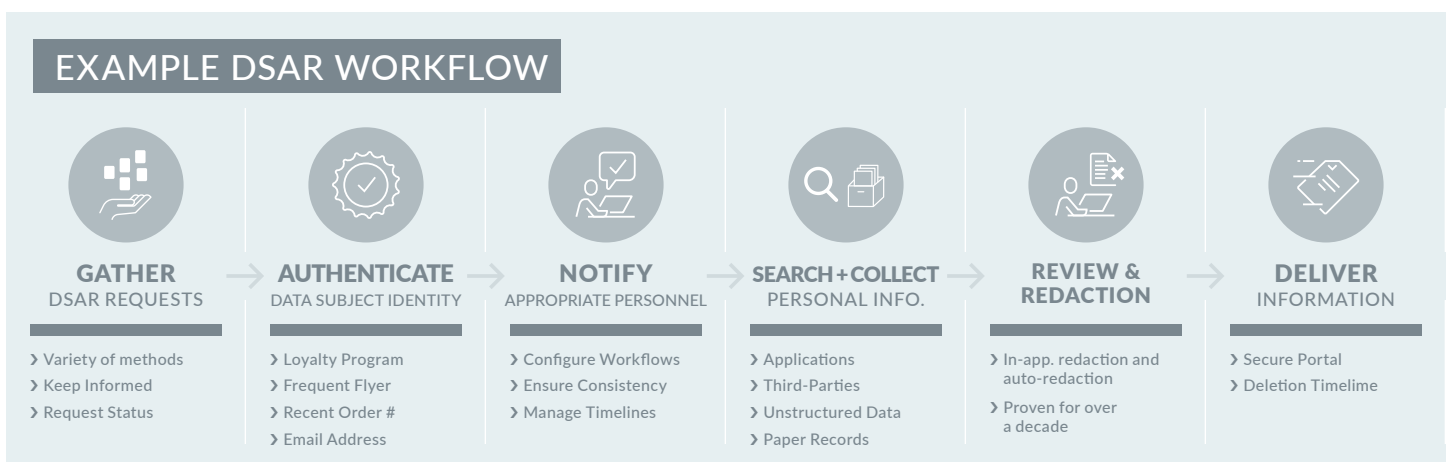 EXAMPLE DSAR WORKFLOW
GATHER
DSAR REQUESTS
› Variety of methods
› Keep Informed
› Request Status
AUTHENTICATE
DATA SUBJECT IDENTITY
› Loyalty Program
› Frequent Flyer
› Recent Order #
› Email Address
NOTIFY
APPROPRIATE PERSONNEL
› Configure Workflows
› Ensure Consistency
› Manage Timelines
SEARCH + COLLECT
PERSONAL INFO.
› Applications
› Third-Parties
› Unstructured Data
› Paper Records
REVIEW &
REDACTION
› In-app. redaction and
auto-redaction
› Proven for over
a decade
DELIVER
INFORMATION
› Secure Portal
› Deletion Timelime